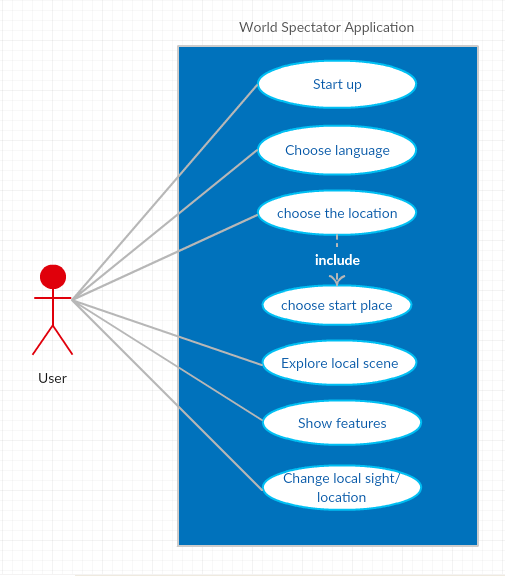 World Spectator Application
Start up
Choose language
choose the location
include
choose start place
Explore local scene
User
Show features
Change local sight/
location